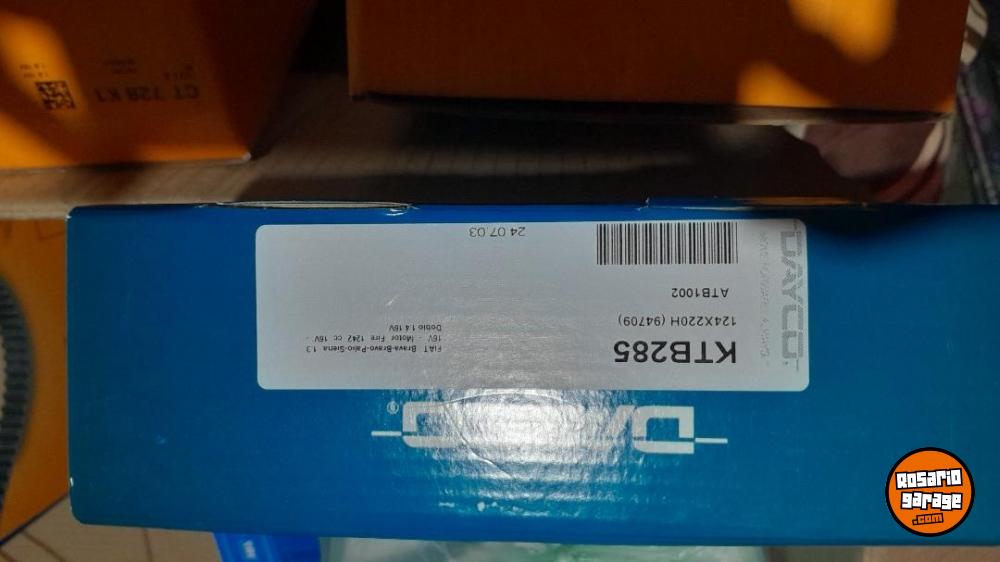 CT 728 K1
DAYCO
KTB285
124X220H (94709)
ATB1002
FIAT Brava-Bravo-Palio-Siena 1.3
16V - Motor Fire 1242 cc 16V -
Doblo 1.4 16V
24.07.03
DAYCO®
Rosario
garage
.com